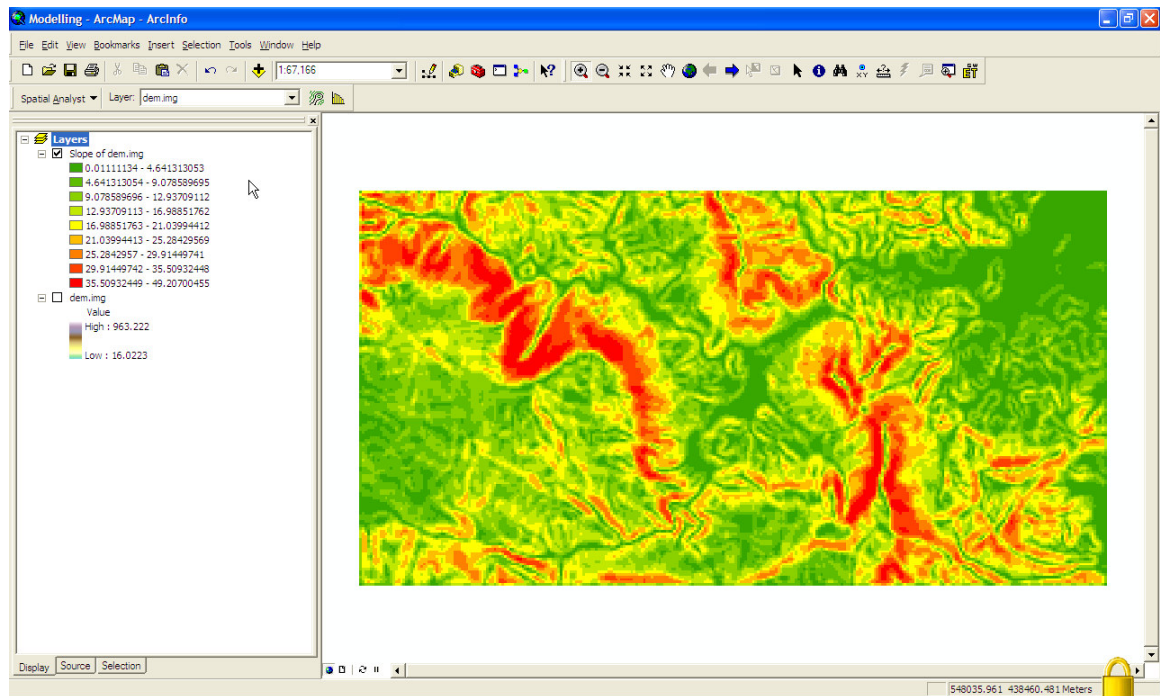 Modelling - ArcMap - ArcInfo
File Edit View Bookmarks Insert Selection Tools Window Help
1:67,166
Spatial Analyst Layer: dem.img
Layers
Slope of dem.img
0.01111134 - 4.641313053
4.641313054 - 9.078589695
9.078589696 - 12.93709112
12.93709113 - 16.98851762
16.98851763 - 21.03994412
21.03994413 - 25.28429569
25.2842957 - 29.91449741
29.91449742 - 35.50932448
35.50932449 - 49.20700455
dem.img
Value
High : 963.222
Low : 16.0223
Display Source Selection
548035.961 438460.481 Meters